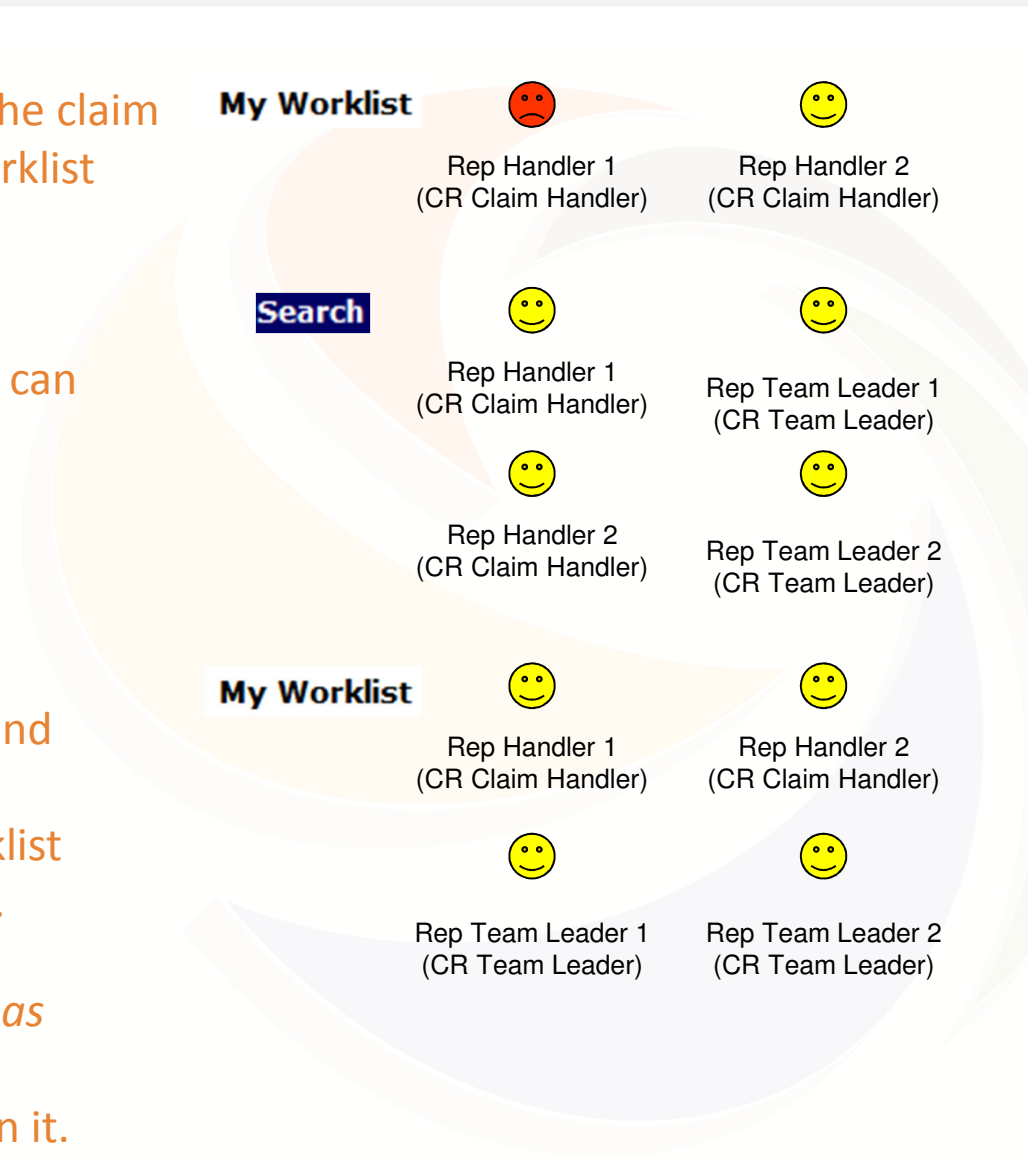 he claim
rklist
My Worklist
Rep Handler 1
(CR Claim Handler)
Rep Handler 2
(CR Claim Handler)
Search
can
Rep Handler 1
(CR Claim Handler)
Rep Team Leader 1
(CR Team Leader)
Rep Handler 2
(CR Claim Handler)
Rep Team Leader 2
(CR Team Leader)
My Worklist
nd
klist
.
as
n it.
Rep Handler 1
(CR Claim Handler)
Rep Handler 2
(CR Claim Handler)
Rep Team Leader 1
(CR Team Leader)
Rep Team Leader 2
(CR Team Leader)